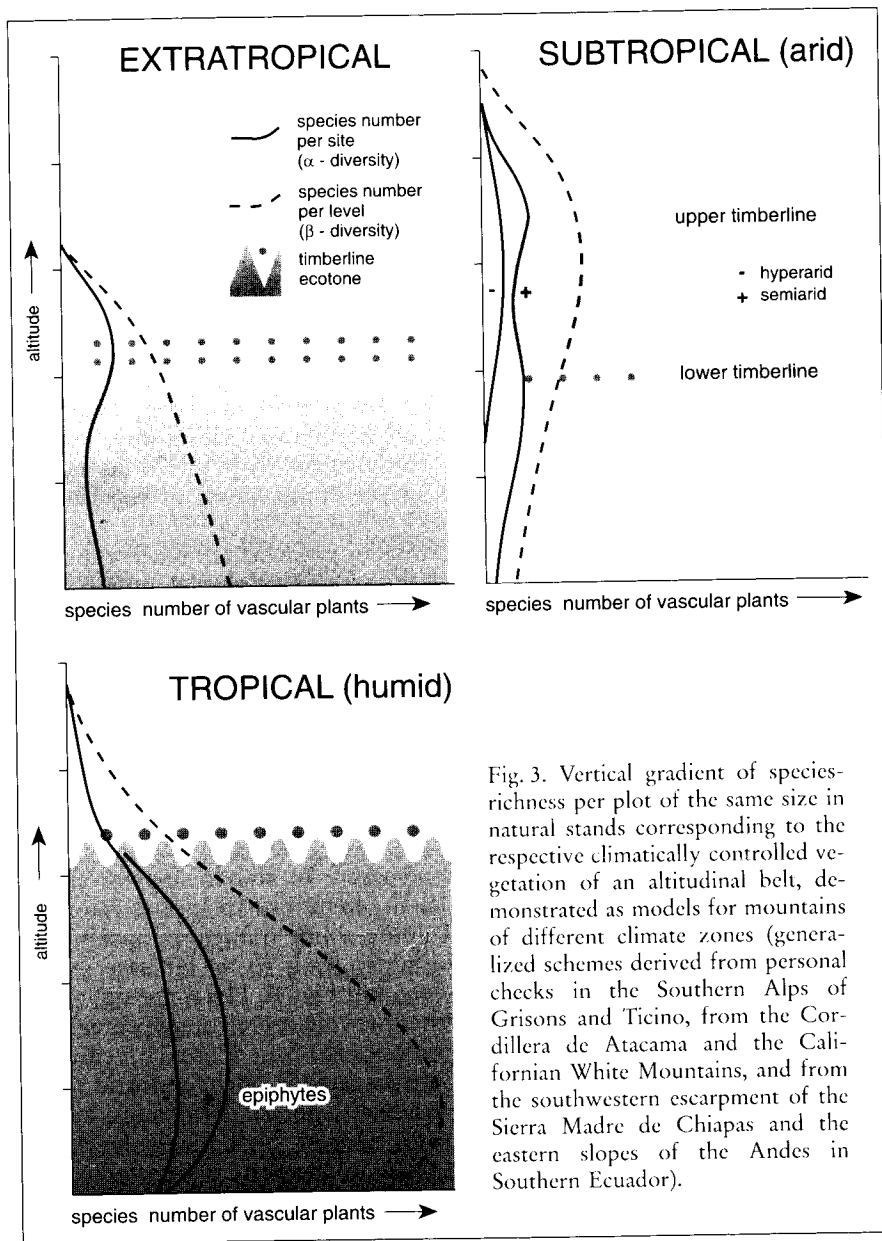 EXTRATROPICAL
species number
per site
(α - diversity)
species number
per level
(β - diversity)
timberline
ecotone
altitude
species number of vascular plants
SUBTROPICAL (arid)
upper timberline
- hyperarid
+ semiarid
lower timberline
species number of vascular plants
TROPICAL (humid)
altitude
epiphytes
species number of vascular plants
Fig. 3. Vertical gradient of species-
richness per plot of the same size in
natural stands corresponding to the
respective climatically controlled ve-
getation of an altitudinal belt, de-
monstrated as models for mountains
of different climate zones (genera-
lized schemes derived from personal
checks in the Southern Alps of
Grisons and Ticino, from the Cor-
dillera de Atacama and the Cali-
fornian White Mountains, and from
the southwestern escarpment of the
Sierra Madre de Chiapas and the
eastern slopes of the Andes in
Southern Ecuador).